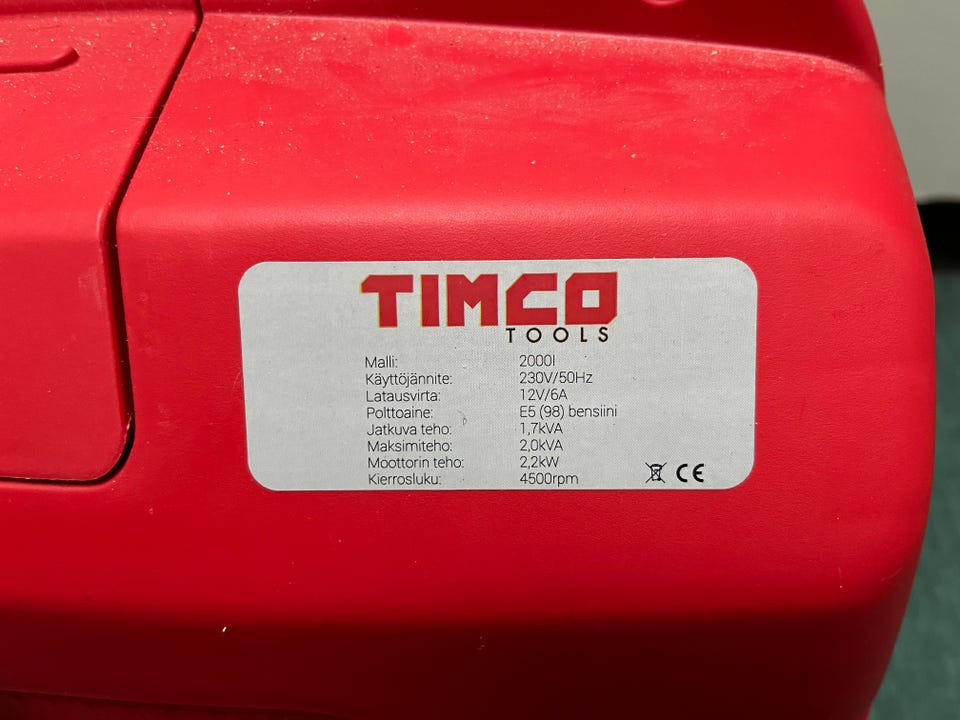 TIMCO
TOOLS
Malli: 2000I
Käyttöjännite: 230V/50Hz
Latausvirta: 12V/6A
Polttoaine: E5 (98) bensiini
Jatkuva teho: 1,7kVA
Maksimiteho: 2,0kVA
Moottorin teho: 2,2kW
Kierrosluku: 4500rpm
CE